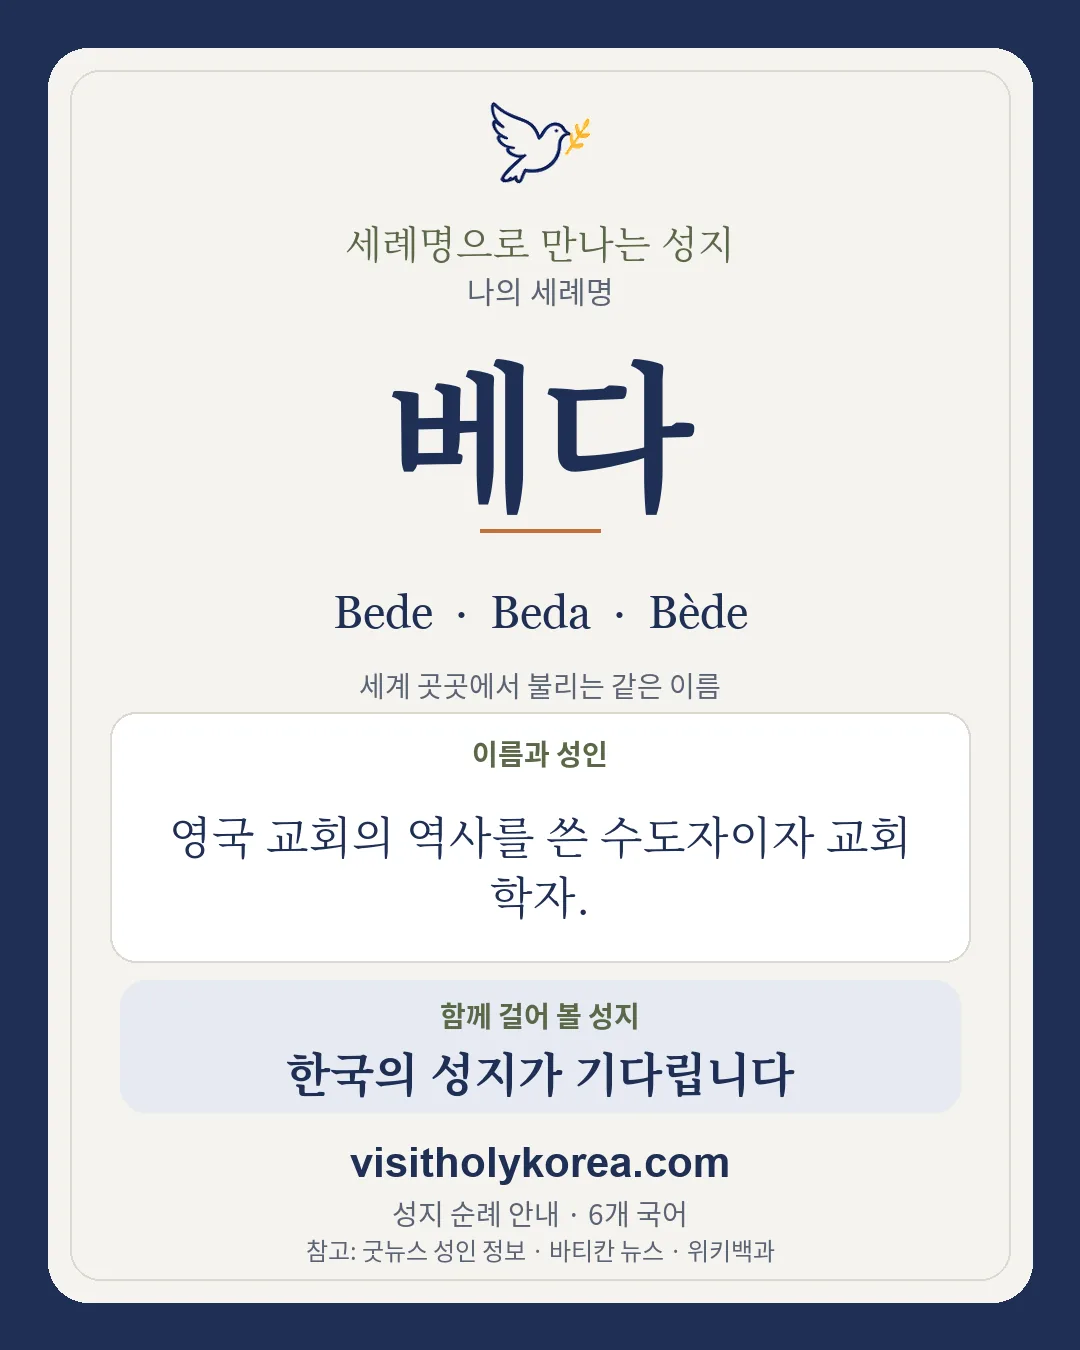 세례명으로 만나는 성지
나의 세례명
베다
Bede · Beda · Bède
세계 곳곳에서 불리는 같은 이름
이름과 성인
영국 교회의 역사를 쓴 수도자이자 교회
학자.
함께 걸어 볼 성지
한국의 성지가 기다립니다
visitholykorea.com
성지 순례 안내 · 6개 국어
참고: 굿뉴스 성인 정보 · 바티칸 뉴스 · 위키백과